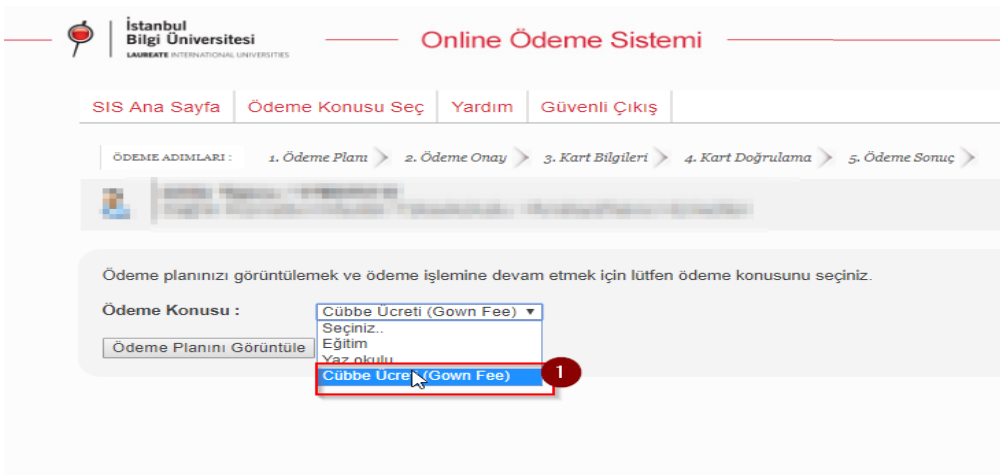 İstanbul
Bilgi Üniversitesi
LAUREATE INTERNATIONAL UNIVERSITIES
Online Ödeme Sistemi
SIS Ana Sayfa Ödeme Konusu Seç Yardım Güvenli Çıkış
ÖDEME ADIMLARI : 1. Ödeme Planı 2. Ödeme Onay 3. Kart Bilgileri 4. Kart Doğrulama 5. Ödeme Sonuç
Ödeme planınızı görüntülemek ve ödeme işlemine devam etmek için lütfen ödeme konusunu seçiniz.
Ödeme Konusu : Cübbe Ücreti (Gown Fee)
Seçiniz..
Ödeme Planını Görüntüle Eğitim
Yaz okulu
Cübbe Ücreti (Gown Fee) 1